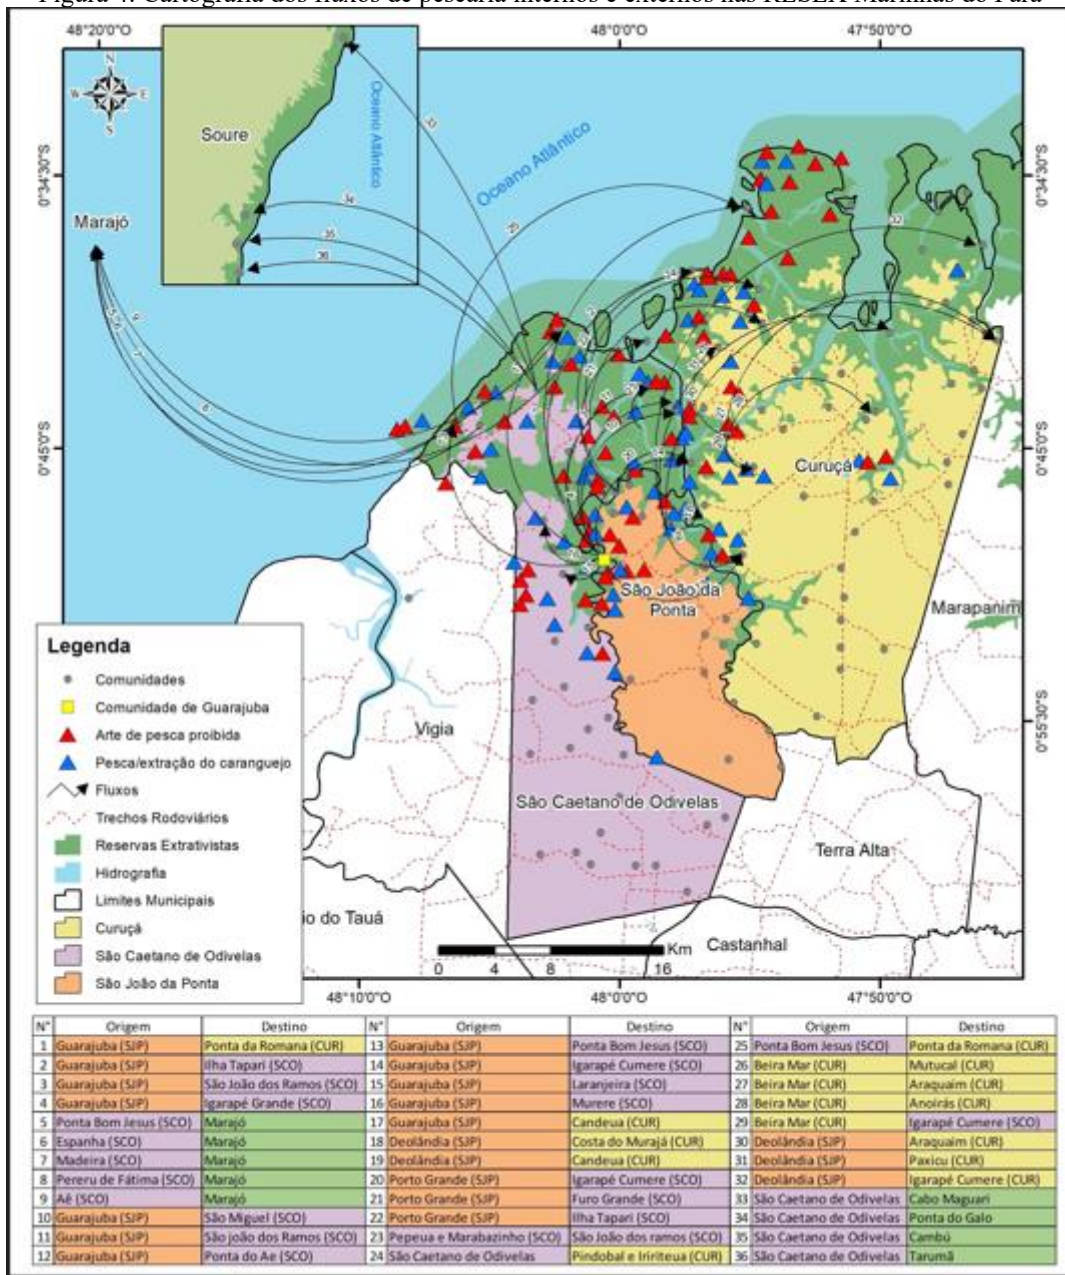 Figura 4: Cartografia dos fluxos de pescaria internos e externos nas RESEX Marinhas do Pará
48°20'0"O
48°0'0"O
47°50'0"O
N
W E
S
Soure
Oceano Atlântico
Oceano Atlântico
0°34'30"S
0°34'30"S
Marajó
33
34
35
36
32
0°45'0"S
0°45'0"S
Curuçá
São João da
Ponta
Marapanim
0°55'30"S
Vigia
São Caetano de Odivelas
Terra Alta
io do Tauá
Castanhal
Km
0 4 8 16
48°10'0"O
48°0'0"O
47°50'0"O
Legenda
Comunidades
Comunidade de Guarajuba
Arte de pesca proibida
Pesca/extração do caranguejo
Fluxos
Trechos Rodoviários
Reservas Extrativistas
Hidrografia
Limites Municipais
Curuçá
São Caetano de Odivelas
São João da Ponta
N° Origem Destino N° Origem Destino N° Origem Destino
1 Guarajuba (SJP) Ponta da Romana (CUR) 13 Guarajuba (SJP) Ponta Bom Jesus (SCO) 25 Ponta Bom Jesus (SCO) Ponta da Romana (CUR)
2 Guarajuba (SJP) Ilha Tapari (SCO) 14 Guarajuba (SJP) Igarapé Cumere (SCO) 26 Beira Mar (CUR) Mutucal (CUR)
3 Guarajuba (SJP) São João dos Ramos (SCO) 15 Guarajuba (SJP) Laranjeira (SCO) 27 Beira Mar (CUR) Araquaim (CUR)
4 Guarajuba (SJP) Igarapé Grande (SCO) 16 Guarajuba (SJP) Murere (SCO) 28 Beira Mar (CUR) Anoirás (CUR)
5 Ponta Bom Jesus (SCO) Marajó 17 Guarajuba (SJP) Candeua (CUR) 29 Beira Mar (CUR) Igarapé Cumere (SCO)
6 Espanha (SCO) Marajó 18 Deolândia (SJP) Costa do Murajá (CUR) 30 Deolândia (SJP) Araquaim (CUR)
7 Madeira (SCO) Marajó 19 Deolândia (SJP) Candeua (CUR) 31 Deolândia (SJP) Paxicu (CUR)
8 Pereru de Fátima (SCO) Marajó 20 Porto Grande (SJP) Igarapé Cumere (SCO) 32 Deolândia (SJP) Igarapé Cumere (CUR)
9 Aê (SCO) Marajó 21 Porto Grande (SJP) Furo Grande (SCO) 33 São Caetano de Odivelas Cabo Maguari
10 Guarajuba (SJP) São Miguel (SCO) 22 Porto Grande (SJP) Ilha Tapari (SCO) 34 São Caetano de Odivelas Ponta do Galo
11 Guarajuba (SJP) São joão dos Ramos (SCO) 23 Pepeua e Marabazinho (SCO) São João dos ramos (SCO) 35 São Caetano de Odivelas Cambú
12 Guarajuba (SJP) Ponta do Ae (SCO) 24 São Caetano de Odivelas Pindobal e Iririteua (CUR) 36 São Caetano de Odivelas Tarumã